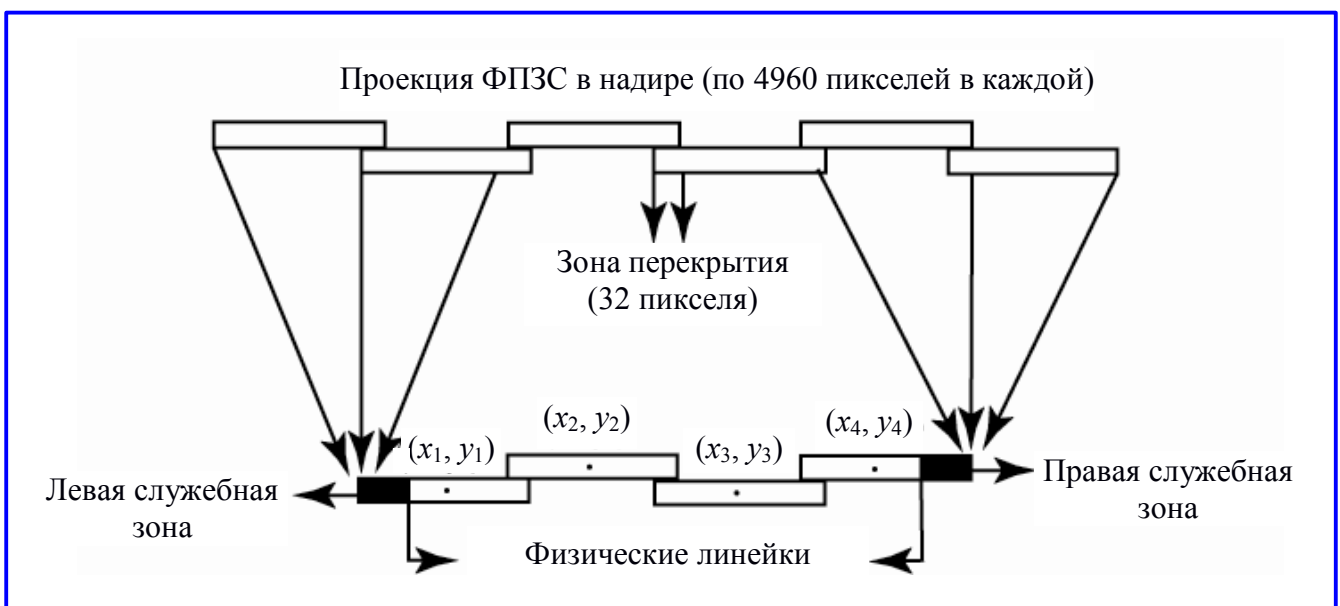 Проекция ФПЗС в надире (по 4960 пикселей в каждой)
Зона перекрытия
(32 пикселя)
(x₂, y₂)
(x₄, y₄)
(x₁, y₁)
(x₃, y₃)
Левая служебная
зона
Правая служебная
зона
Физические линейки